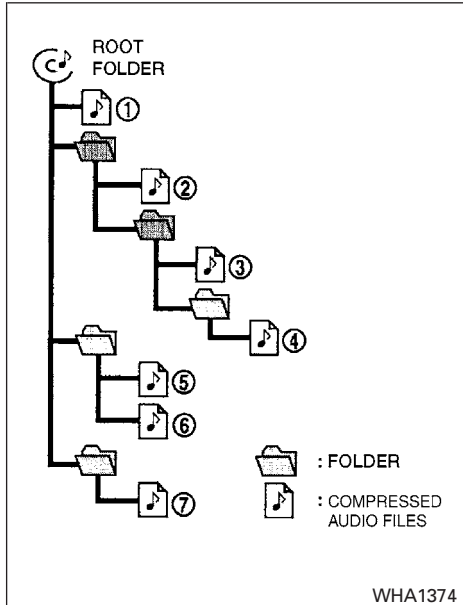 ROOT
FOLDER
①
②
③
④
⑤
⑥
⑦
: FOLDER
: COMPRESSED
AUDIO FILES
WHA1374